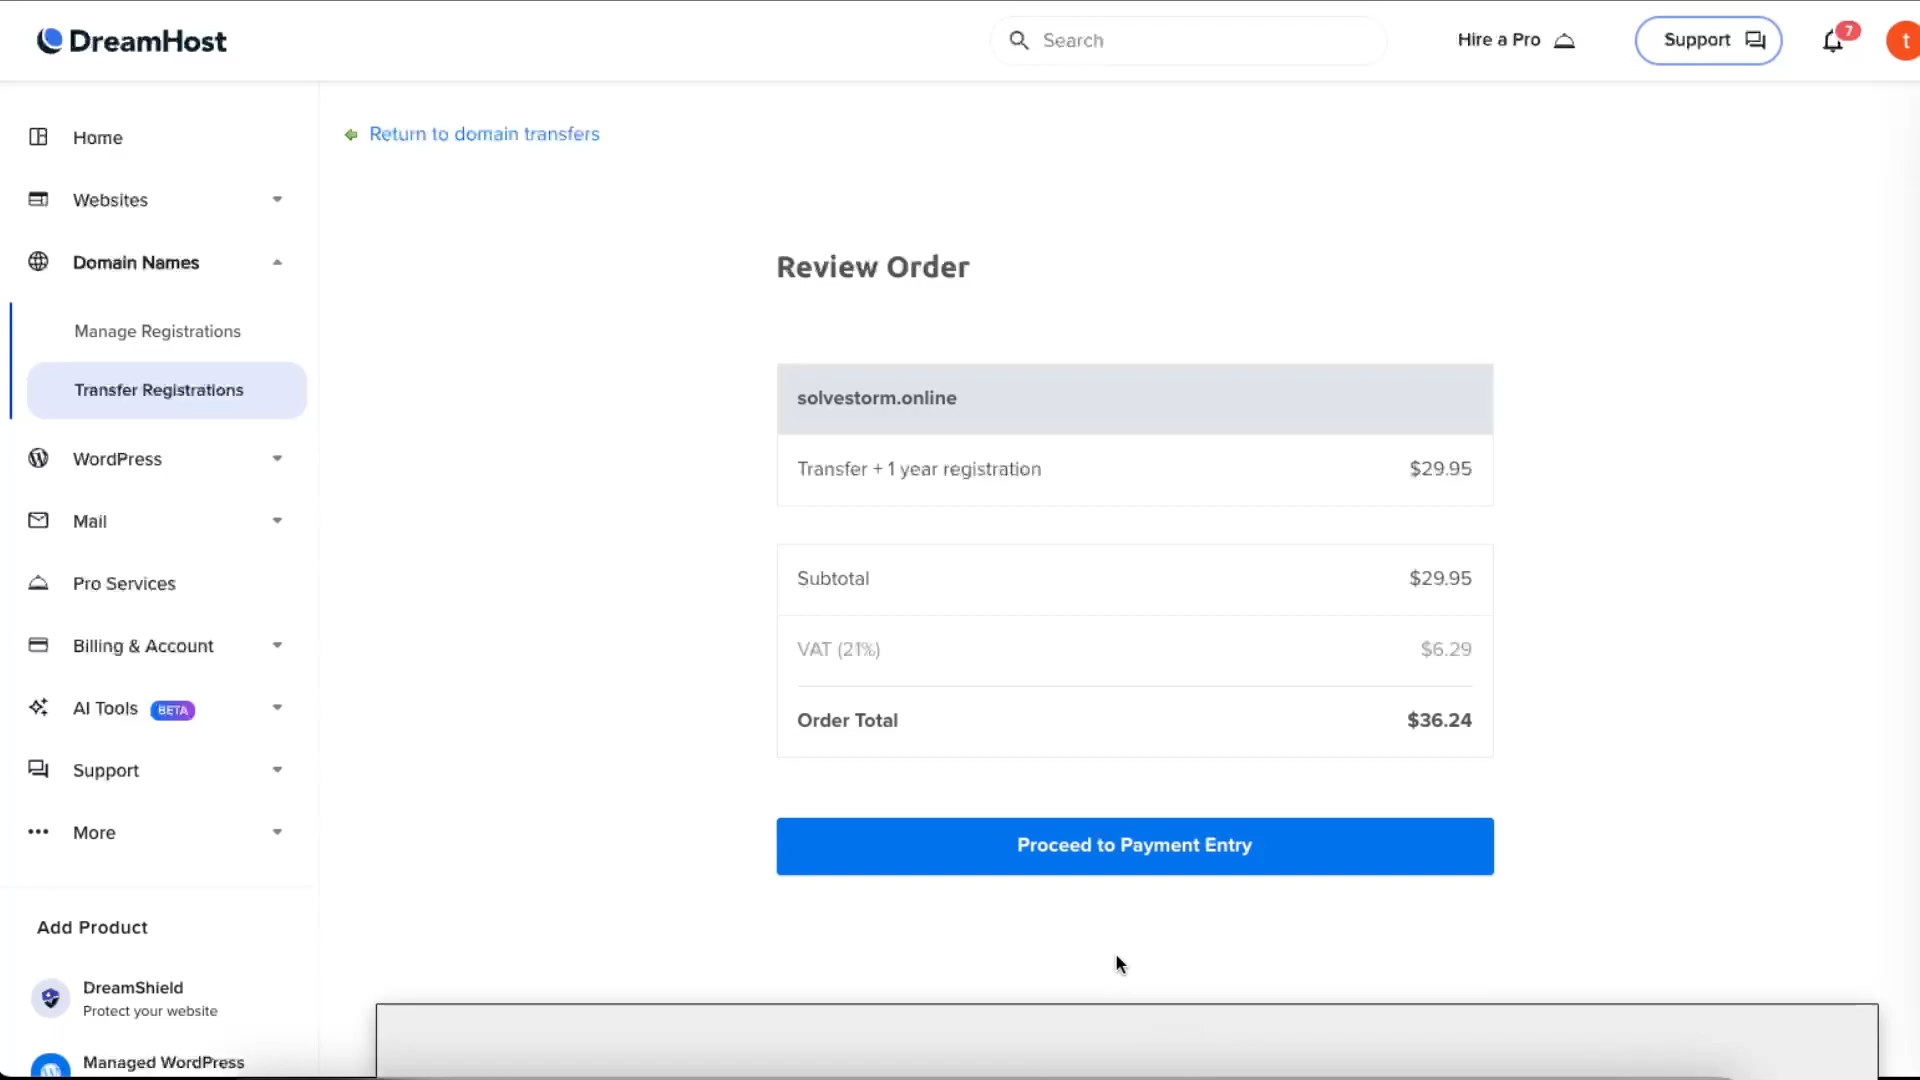 DreamHost
Search
Hire a Pro
Support
7
t
Home
Websites
Domain Names
Manage Registrations
Transfer Registrations
WordPress
Mail
Pro Services
Billing & Account
AI Tools BETA
Support
More
Add Product
DreamShield
Protect your website
Managed WordPress
Return to domain transfers
Review Order
solvestorm.online
Transfer + 1 year registration $29.95
Subtotal $29.95
VAT (21%) $6.29
Order Total $36.24
Proceed to Payment Entry